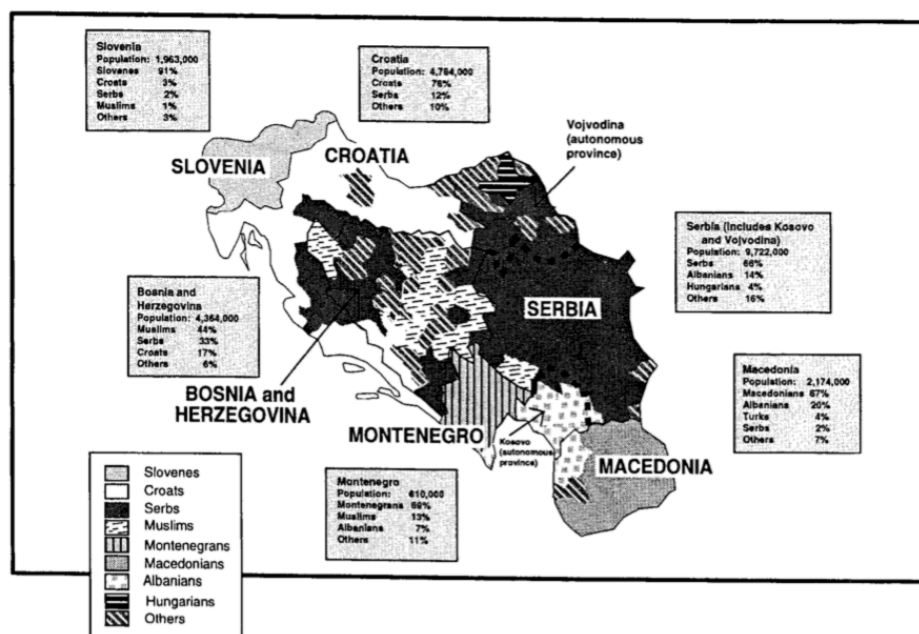 Slovenia
Population: 1,963,000
Slovenes 91%
Croats 3%
Serbs 2%
Muslims 1%
Others 3%
Croatia
Population: 4,784,000
Croats 78%
Serbs 12%
Others 10%
Vojvodina
(autonomous
province)
SLOVENIA
CROATIA
Serbia (includes Kosovo
and Vojvodina)
Population: 9,722,000
Serbs 66%
Albanians 14%
Hungarians 4%
Others 16%
Bosnia and
Herzegovina
Population: 4,364,000
Muslims 44%
Serbs 33%
Croats 17%
Others 6%
SERBIA
BOSNIA and
HERZEGOVINA
Macedonia
Population: 2,174,000
Macedonians 67%
Albanians 20%
Turks 4%
Serbs 2%
Others 7%
MONTENEGRO
Kosovo
(autonomous
province)
MACEDONIA
Montenegro
Population: 610,000
Montenegrans 69%
Muslims 13%
Albanians 7%
Others 11%
Slovenes
Croats
Serbs
Muslims
Montenegrans
Macedonians
Albanians
Hungarians
Others